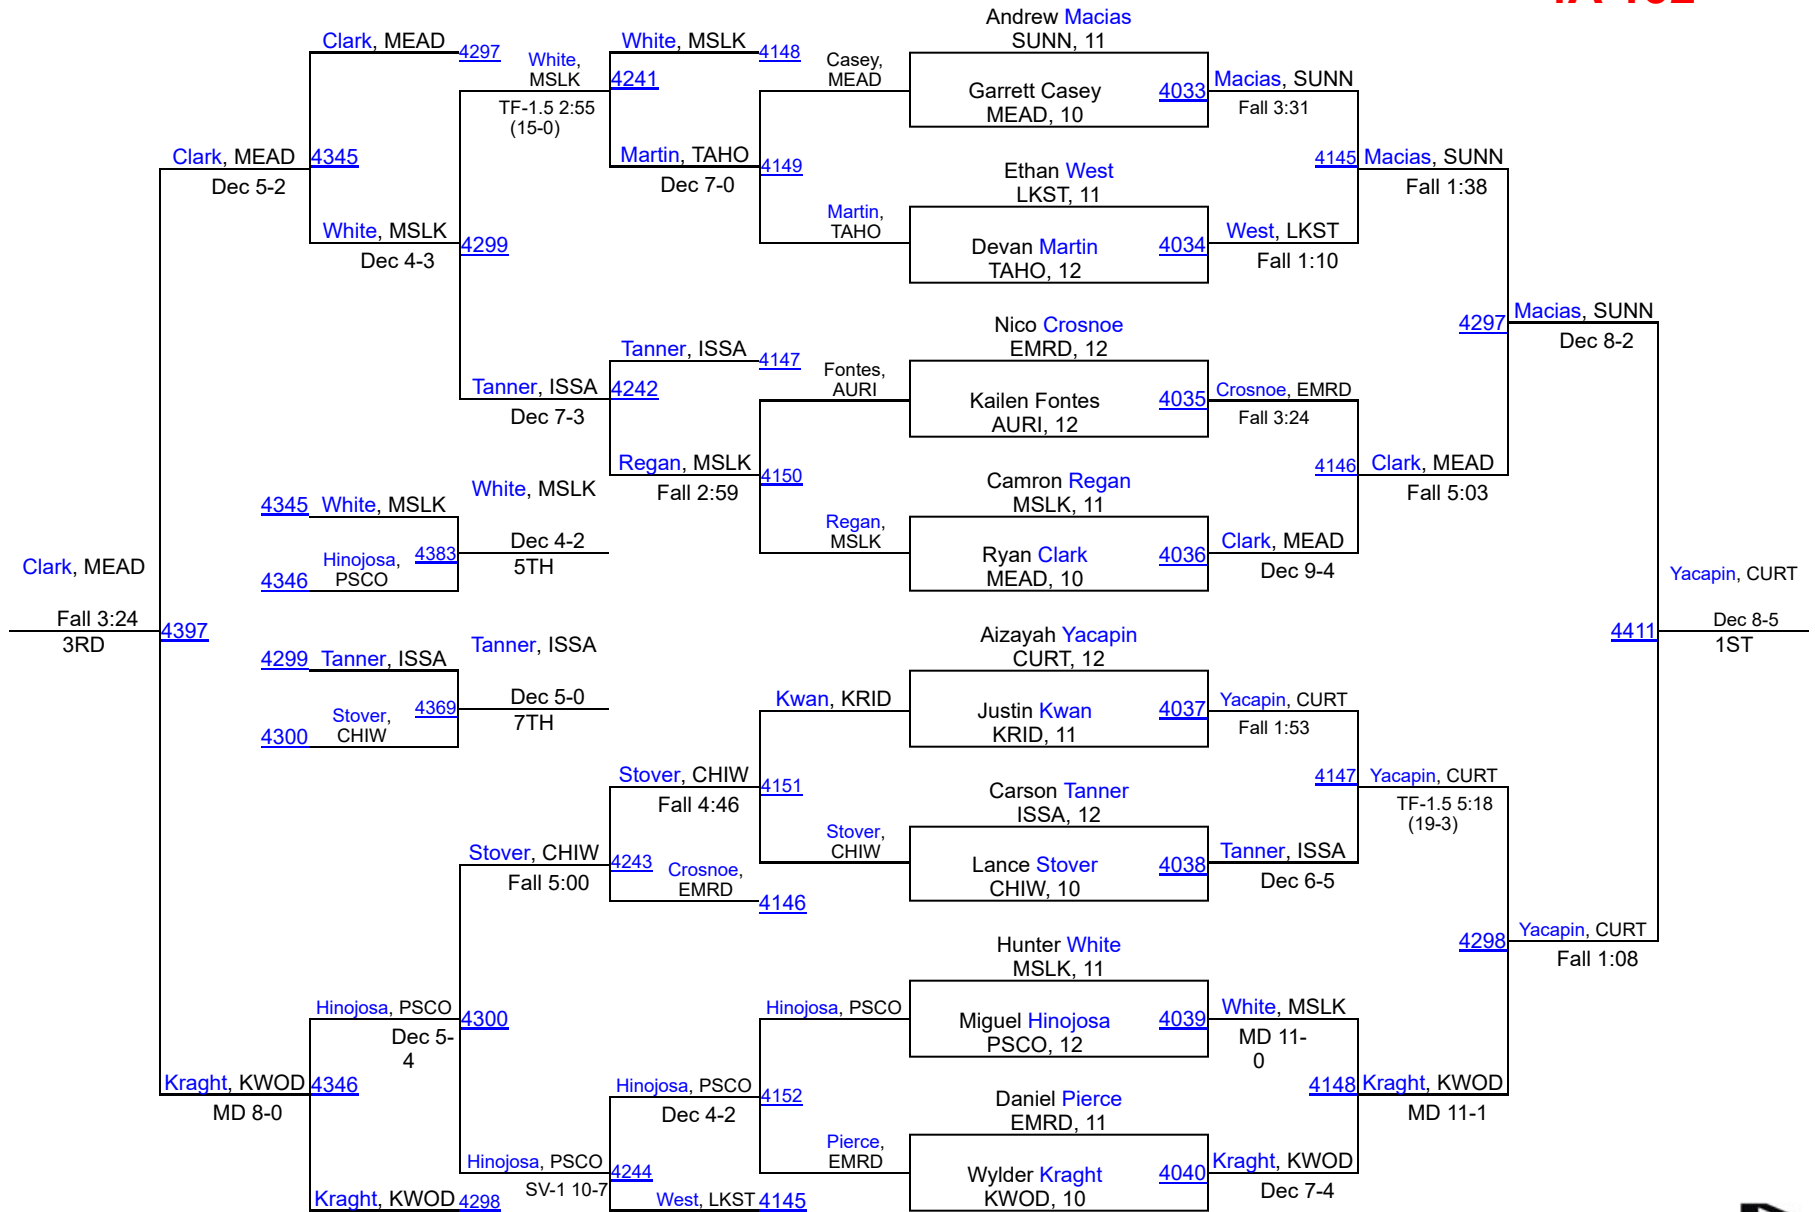 Andrew Macias
SUNN, 11
Clark, MEAD
4297
White,
MSLK
4241
TF-1.5 2:55
(15-0)
White, MSLK
4148
Casey,
MEAD
Garrett Casey
MEAD, 10
4033
Macias, SUNN
Fall 3:31
Clark, MEAD
4345
Dec 5-2
Martin, TAHO
4149
Dec 7-0
Ethan West
LKST, 11
4145
Macias, SUNN
Fall 1:38
White, MSLK
4299
Dec 4-3
Martin,
TAHO
Devan Martin
TAHO, 12
4034
West, LKST
Fall 1:10
Nico Crosnoe
EMRD, 12
4297
Macias, SUNN
Dec 8-2
Tanner, ISSA
4147
Tanner, ISSA
4242
Dec 7-3
Fontes,
AURI
Kailen Fontes
AURI, 12
4035
Crosnoe, EMRD
Fall 3:24
Regan, MSLK
4150
Fall 2:59
Camron Regan
MSLK, 11
4146
Clark, MEAD
Fall 5:03
4345
White, MSLK
White, MSLK
Hinojosa,
PSCO
4383
4346
Dec 4-2
5TH
Regan,
MSLK
Ryan Clark
MEAD, 10
4036
Clark, MEAD
Dec 9-4
Clark, MEAD
Fall 3:24
3RD
4397
Yacapin, CURT
4411
Dec 8-5
1ST
Aizayah Yacapin
CURT, 12
4299
Tanner, ISSA
Tanner, ISSA
Stover,
CHIW
4369
4300
Dec 5-0
7TH
Kwan, KRID
Justin Kwan
KRID, 11
4037
Yacapin, CURT
Fall 1:53
Stover, CHIW
4151
Fall 4:46
Carson Tanner
ISSA, 12
4147
Yacapin, CURT
TF-1.5 5:18
(19-3)
Stover, CHIW
4243
Fall 5:00
Crosnoe,
EMRD
4146
Stover,
CHIW
Lance Stover
CHIW, 10
4038
Tanner, ISSA
Dec 6-5
Hunter White
MSLK, 11
4298
Yacapin, CURT
Fall 1:08
Hinojosa, PSCO
4300
Dec 5-
4
Hinojosa, PSCO
Miguel Hinojosa
PSCO, 12
4039
White, MSLK
MD 11-
0
Kraght, KWOD
4346
MD 8-0
Hinojosa, PSCO
4152
Dec 4-2
Daniel Pierce
EMRD, 11
4148
Kraght, KWOD
MD 11-1
Hinojosa, PSCO
4244
SV-1 10-7
Pierce,
EMRD
Wylder Kraght
KWOD, 10
4040
Kraght, KWOD
Dec 7-4
Kraght, KWOD
4298
West, LKST
4145